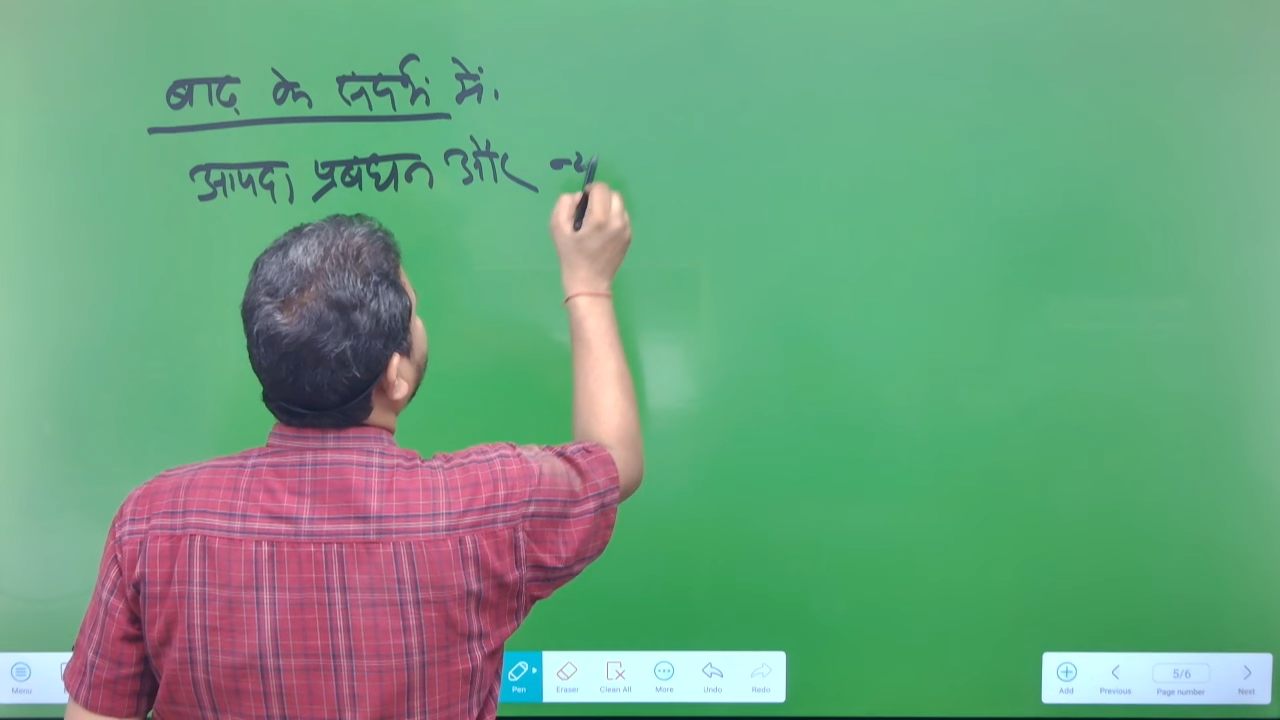 बाढ़ के संदर्भ में.
आपदा प्रबंधन और
Menu
Pen
Eraser
Clean All
More
Undo
Redo
Add
Previous
5/6
Page number
Next